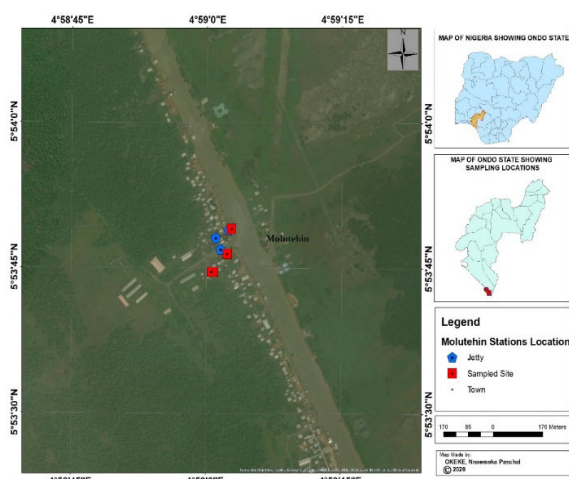 4°58'45"E 4°59'0"E 4°59'15"E
N
5°54'0"N 5°54'0"N
Molutehin
5°53'45"N 5°53'45"N
5°53'30"N 5°53'30"N
MAP OF NIGERIA SHOWING ONDO STATE
MAP OF ONDO STATE SHOWING
SAMPLING LOCATIONS
Legend
Molutehin Stations Location
Jetty
Sampled Site
Town
170 85 0 170 Meters
Map Made by:
OKEKE, Nnaemeka Paschal
© 2020